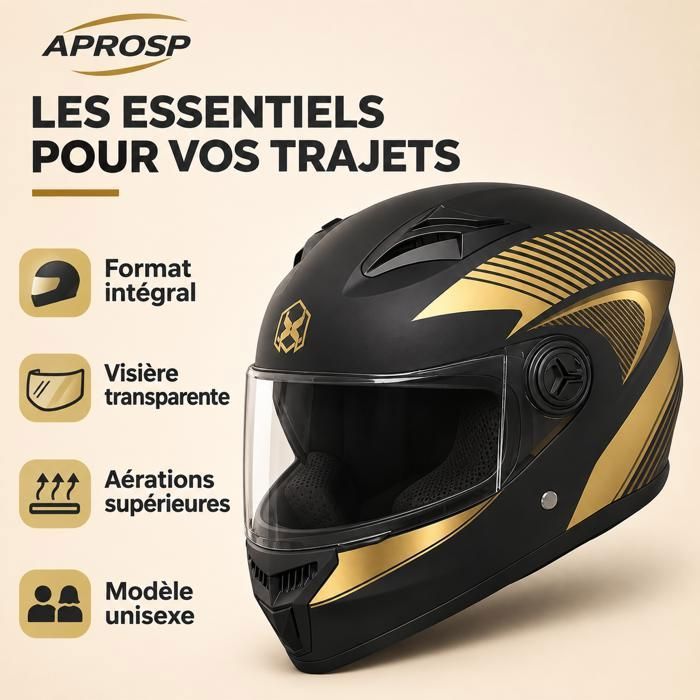 APROSP
LES ESSENTIELS
POUR VOS TRAJETS
Format
intégral
Visière
transparente
Aérations
supérieures
Modèle
unisexe